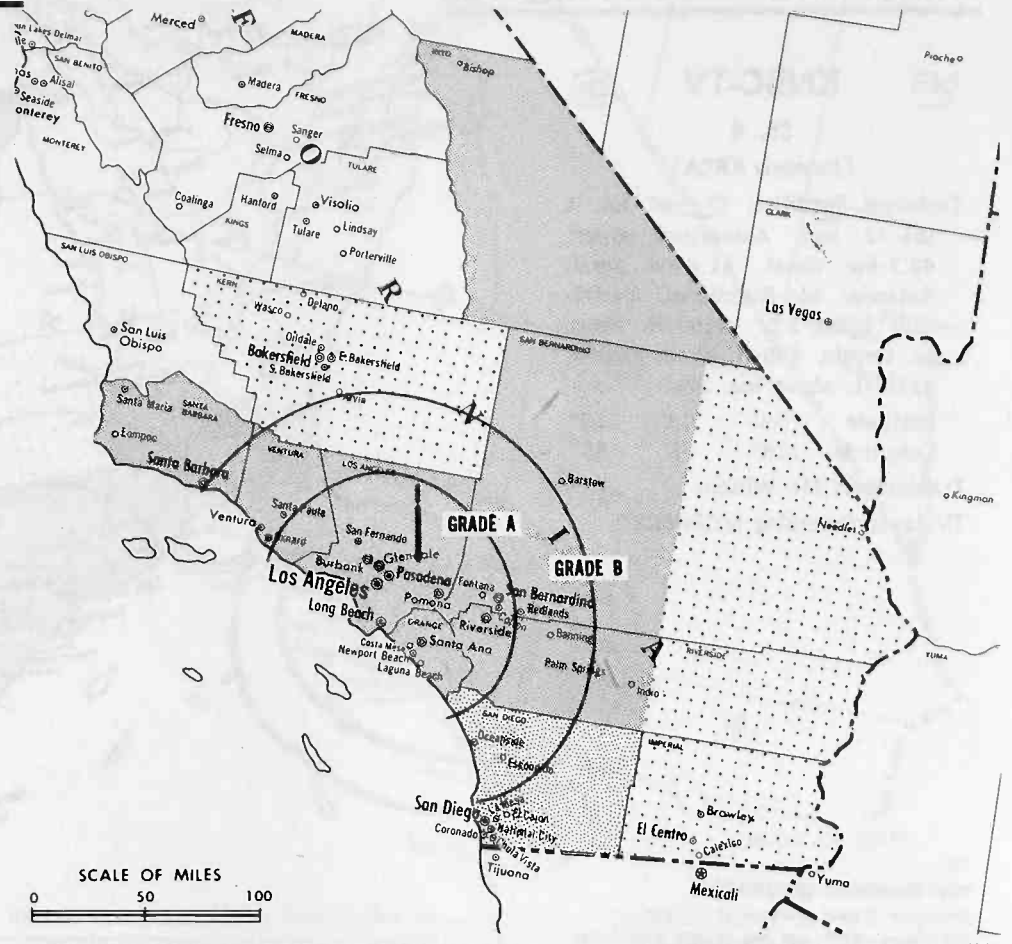 Merced
MADERA
Lakes Delmar
SAN BENITO
INYO
Bishop
Pioche
Alisal
Seaside
onterey
MONTEREY
Madera
FRESNO
Fresno
Sanger
Selma
O
TULARE
Coalinga
Hanford
KINGS
Visolio
Tulare
Lindsay
Porterville
CLARK
SAN LUIS OBISPO
KERN
Delano
Wasco
R
Las Vegas
San Luis
Obispo
Oildale
Bakersfield
E. Bakersfield
S. Bakersfield
Arvin
SAN BERNARDINO
N
Santa Maria
SANTA
BARBARA
Lompoc
Santa Barbara
VENTURA
LOS ANGELES
Barstow
Kingman
Needles
Santa Paula
Ventura
Oxnard
San Fernando
GRADE A
I
GRADE B
Burbank
Glendale
Pasadena
Los Angeles
Pomona
Fontana
San Bernardino
Colton
Redlands
Long Beach
ORANGE
Riverside
Banning
Costa Mesa
Santa Ana
Newport Beach
Laguna Beach
Palm Springs
A
RIVERSIDE
YUMA
Indio
SAN DIEGO
Oceanside
Escondido
IMPERIAL
San Diego
La Mesa
El Cajon
National City
Coronado
Chula Vista
Tijuana
Brawley
El Centro
Calexico
Mexicali
Yuma
SCALE OF MILES
0 50 100